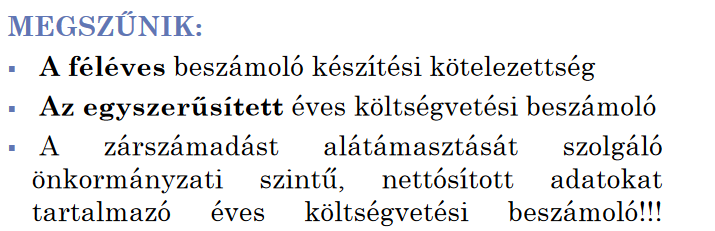 MEGSZŰNIK:
▪ A féléves beszámoló készítési kötelezettség
▪ Az egyszerűsített éves költségvetési beszámoló
▪ A zárszámadást alátámasztását szolgáló
önkormányzati szintű, nettósított adatokat
tartalmazó éves költségvetési beszámoló!!!